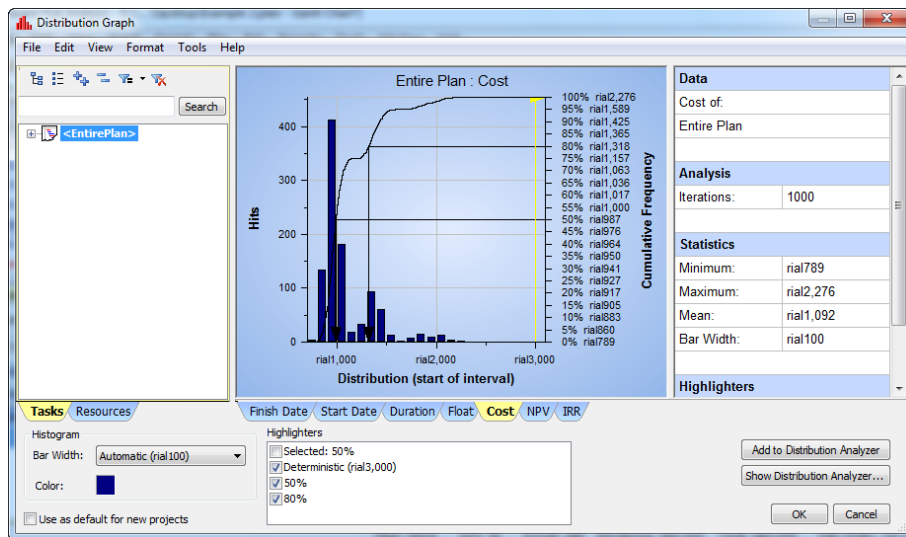 Distribution Graph
File Edit View Format Tools Help
Search
<EntirePlan>
Entire Plan : Cost
Hits
400
300
200
100
0
rial1,000 rial2,000 rial3,000
Distribution (start of interval)
100% rial2,276
95% rial1,589
90% rial1,425
85% rial1,365
80% rial1,318
75% rial1,157
70% rial1,063
65% rial1,036
60% rial1,017
55% rial1,000
50% rial987
45% rial976
40% rial964
35% rial950
30% rial941
25% rial927
20% rial917
15% rial905
10% rial883
5% rial860
0% rial789
Cumulative Frequency
Data
Cost of:
Entire Plan
Analysis
Iterations: 1000
Statistics
Minimum: rial789
Maximum: rial2,276
Mean: rial1,092
Bar Width: rial100
Highlighters
Tasks Resources
Finish Date Start Date Duration Float Cost NPV IRR
Histogram
Bar Width: Automatic (rial100)
Color:
Use as default for new projects
Highlighters
Selected: 50%
Deterministic (rial3,000)
50%
80%
Add to Distribution Analyzer
Show Distribution Analyzer...
OK Cancel